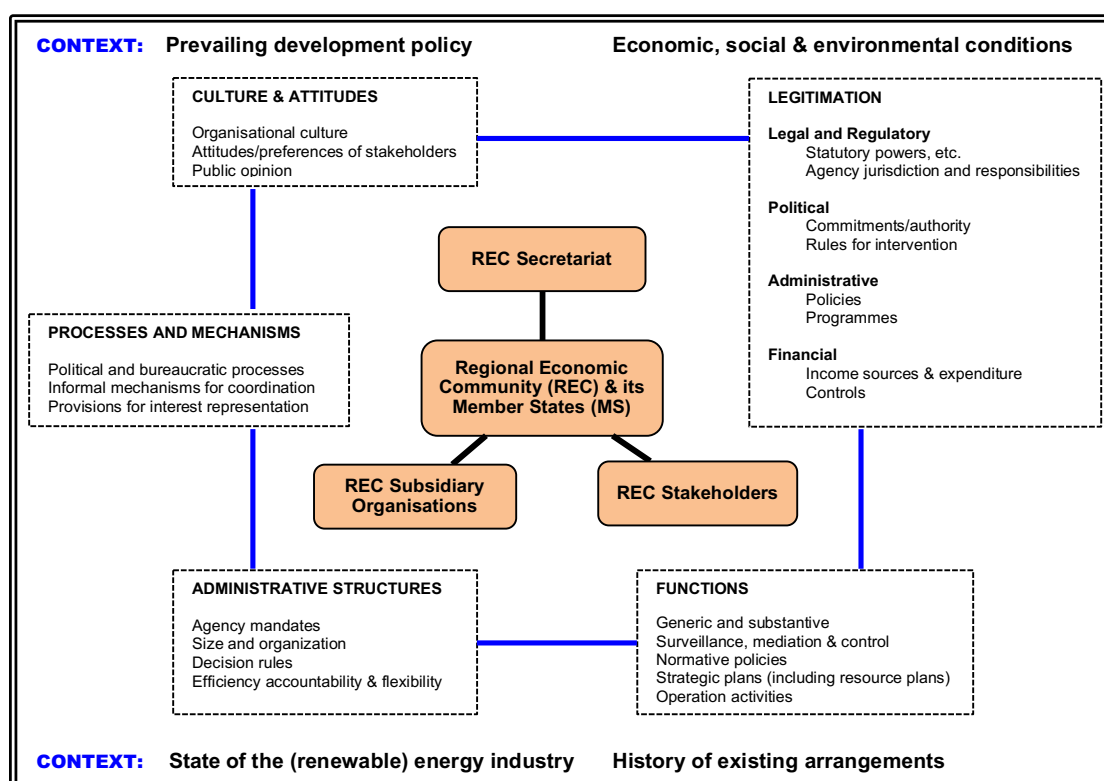 CONTEXT: Prevailing development policy Economic, social & environmental conditions
CULTURE & ATTITUDES
Organisational culture
Attitudes/preferences of stakeholders
Public opinion
LEGITIMATION
Legal and Regulatory
Statutory powers, etc.
Agency jurisdiction and responsibilities
Political
Commitments/authority
Rules for intervention
Administrative
Policies
Programmes
Financial
Income sources & expenditure
Controls
REC Secretariat
PROCESSES AND MECHANISMS
Political and bureaucratic processes
Informal mechanisms for coordination
Provisions for interest representation
Regional Economic
Community (REC) & its
Member States (MS)
REC Subsidiary
Organisations
REC Stakeholders
ADMINISTRATIVE STRUCTURES
Agency mandates
Size and organization
Decision rules
Efficiency accountability & flexibility
FUNCTIONS
Generic and substantive
Surveillance, mediation & control
Normative policies
Strategic plans (including resource plans)
Operation activities
CONTEXT: State of the (renewable) energy industry History of existing arrangements